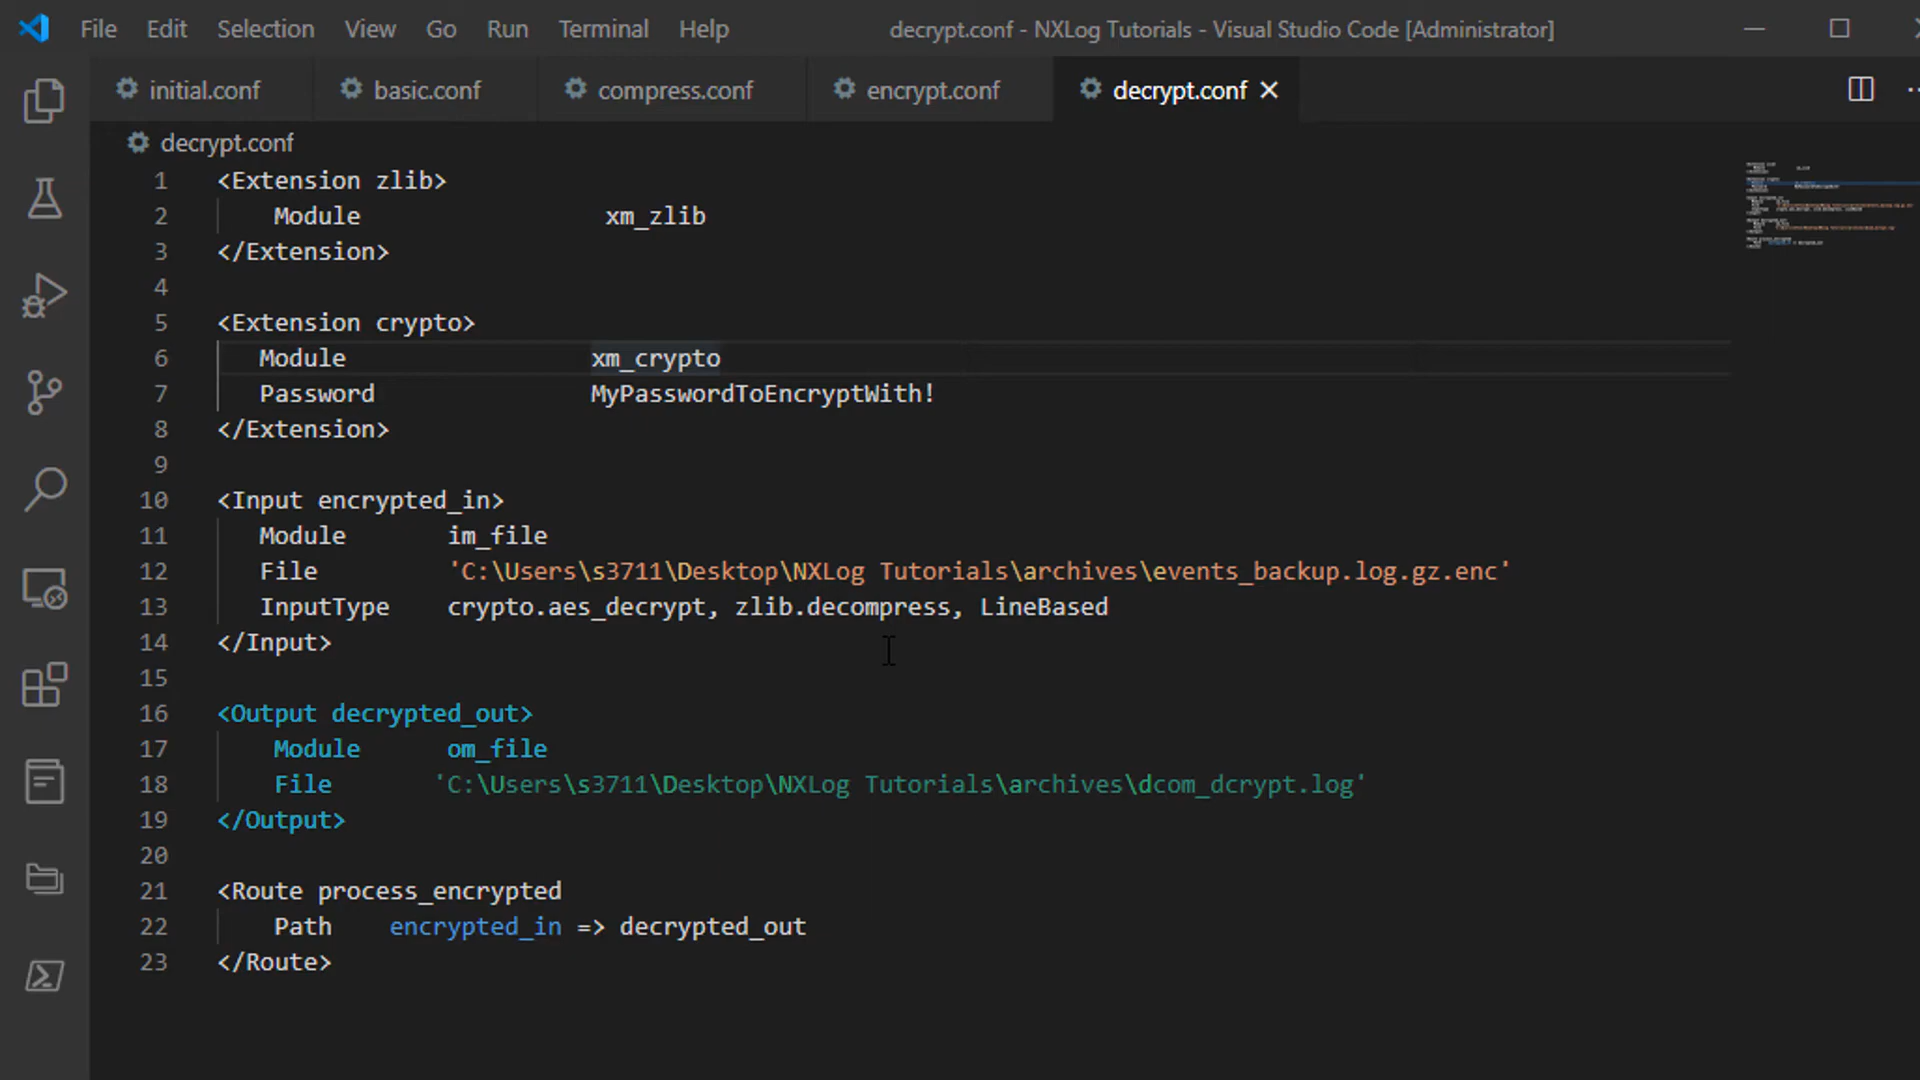 File Edit Selection View Go Run Terminal Help decrypt.conf - NXLog Tutorials - Visual Studio Code [Administrator]
initial.conf basic.conf compress.conf encrypt.conf decrypt.conf
decrypt.conf
1 <Extension zlib>
2 Module xm_zlib
3 </Extension>
4
5 <Extension crypto>
6 Module xm_crypto
7 Password MyPasswordToEncryptWith!
8 </Extension>
9
10 <Input encrypted_in>
11 Module im_file
12 File 'C:\Users\s3711\Desktop\NXLog Tutorials\archives\events_backup.log.gz.enc'
13 InputType crypto.aes_decrypt, zlib.decompress, LineBased
14 </Input>
15
16 <Output decrypted_out>
17 Module om_file
18 File 'C:\Users\s3711\Desktop\NXLog Tutorials\archives\dcom_dcrypt.log'
19 </Output>
20
21 <Route process_encrypted
22 Path encrypted_in => decrypted_out
23 </Route>